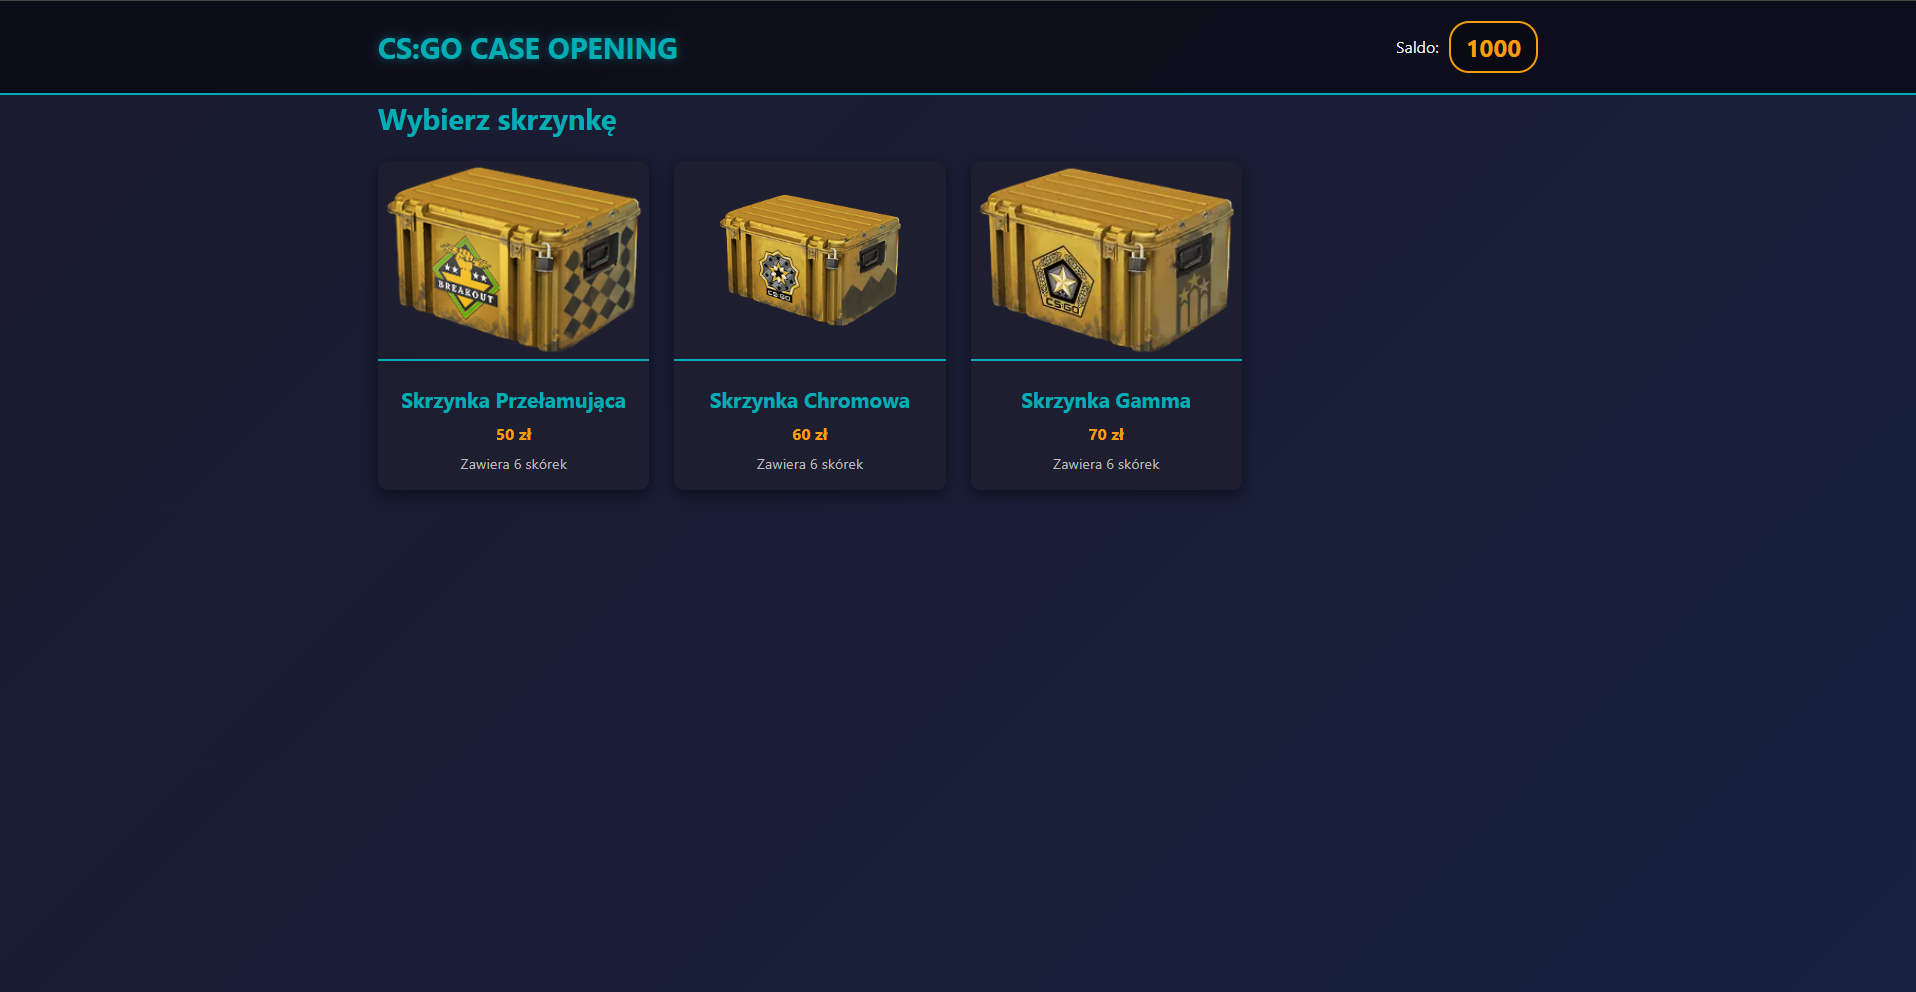 CS:GO CASE OPENING
Saldo: 1000
Wybierz skrzynkę
BREAKOUT
CS:GO
CS:GO
Skrzynka Przełamująca
50 zł
Zawiera 6 skórek
Skrzynka Chromowa
60 zł
Zawiera 6 skórek
Skrzynka Gamma
70 zł
Zawiera 6 skórek